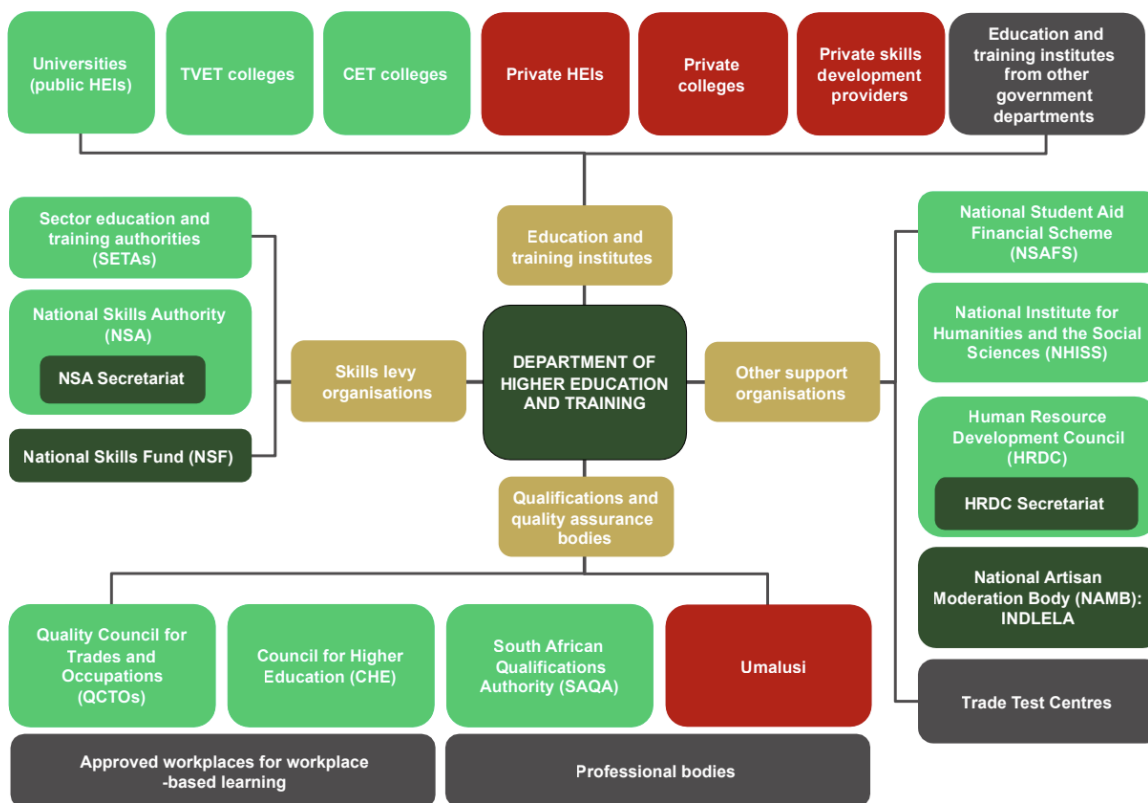 Universities
(public HEIs)
TVET colleges
CET colleges
Private HEIs
Private
colleges
Private skills
development
providers
Education and
training institutes
from other
government
departments
Sector education and
training authorities
(SETAs)
National Skills Authority
(NSA)
NSA Secretariat
National Skills Fund (NSF)
Skills levy
organisations
Education and
training institutes
DEPARTMENT OF
HIGHER EDUCATION
AND TRAINING
Qualifications and
quality assurance
bodies
Other support
organisations
National Student Aid
Financial Scheme
(NSAFS)
National Institute for
Humanities and the Social
Sciences (NHISS)
Human Resource
Development Council
(HRDC)
HRDC Secretariat
National Artisan
Moderation Body (NAMB):
INDLELA
Trade Test Centres
Quality Council for
Trades and
Occupations
(QCTOs)
Council for Higher
Education (CHE)
South African
Qualifications
Authority (SAQA)
Umalusi
Approved workplaces for workplace
-based learning
Professional bodies